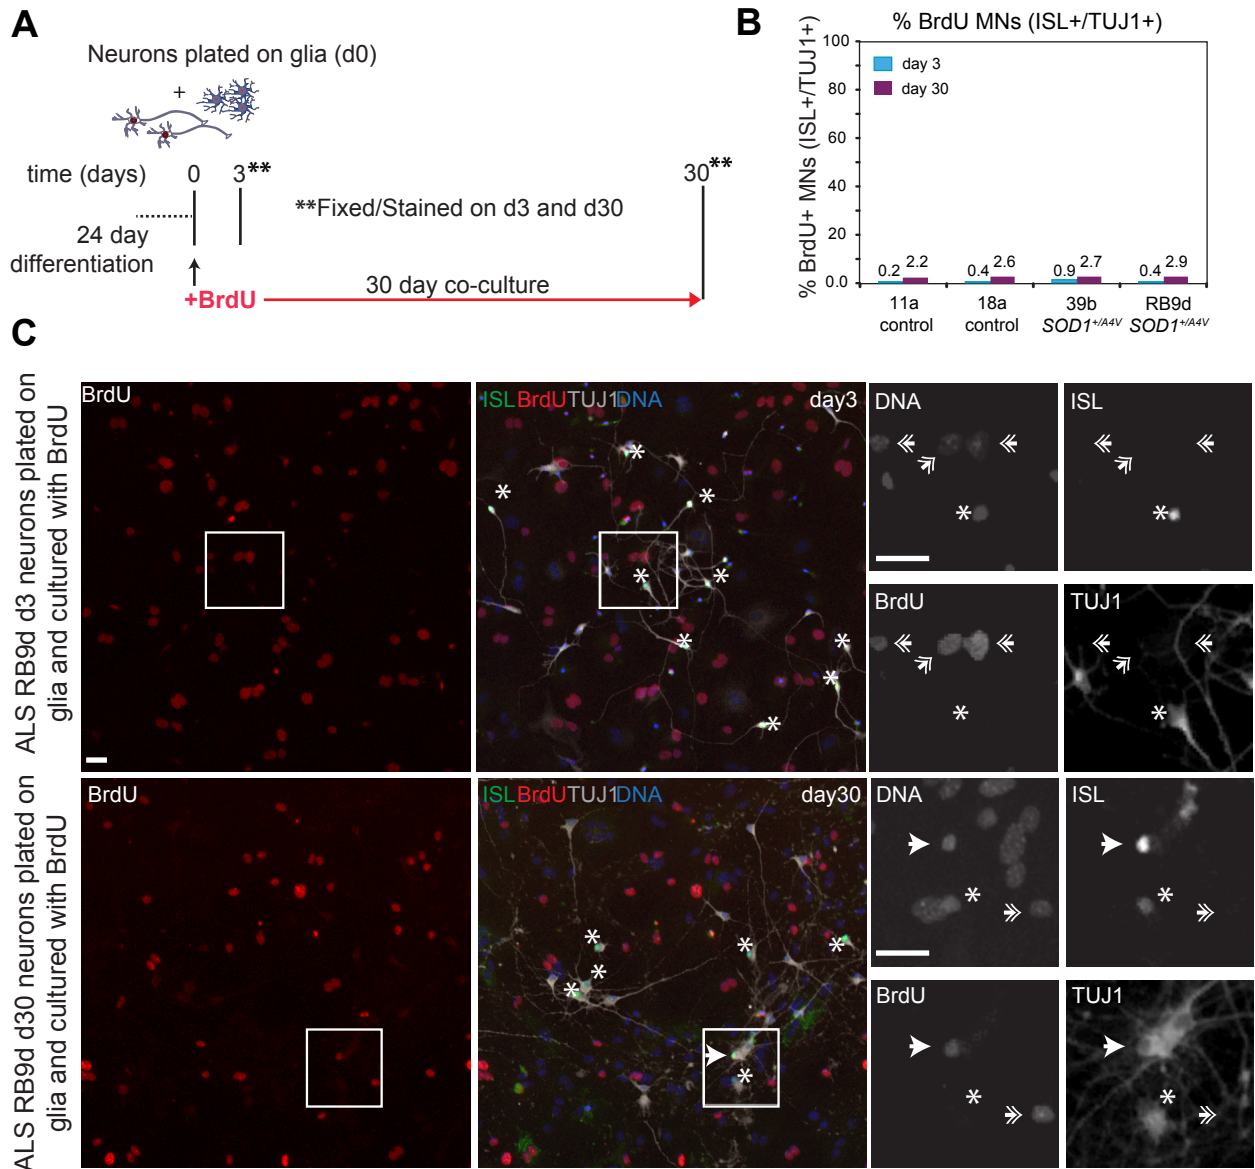 A
Neurons plated on glia (d0)
+
time (days)
0
3**
30**
**Fixed/Stained on d3 and d30
24 day
differentiation
+BrdU
30 day co-culture
B
% BrdU MNs (ISL+/TUJ1+)
% BrdU+ MNs (ISL+/TUJ1+)
100
80
60
40
20
0.0
day 3
day 30
0.2
2.2
0.4
2.6
0.9
2.7
0.4
2.9
11a
control
18a
control
39b
SOD1+/A4V
RB9d
SOD1+/A4V
C
ALS RB9d d3 neurons plated on
glia and cultured with BrdU
BrdU
ISLBrdUTUJ1DNA
day3
* * * * * * * * *
DNA
*
ISL
*
BrdU
*
TUJ1
*
ALS RB9d d30 neurons plated on
glia and cultured with BrdU
BrdU
ISLBrdUTUJ1DNA
day30
* * * * * *
DNA
*
ISL
*
BrdU
*
TUJ1
*